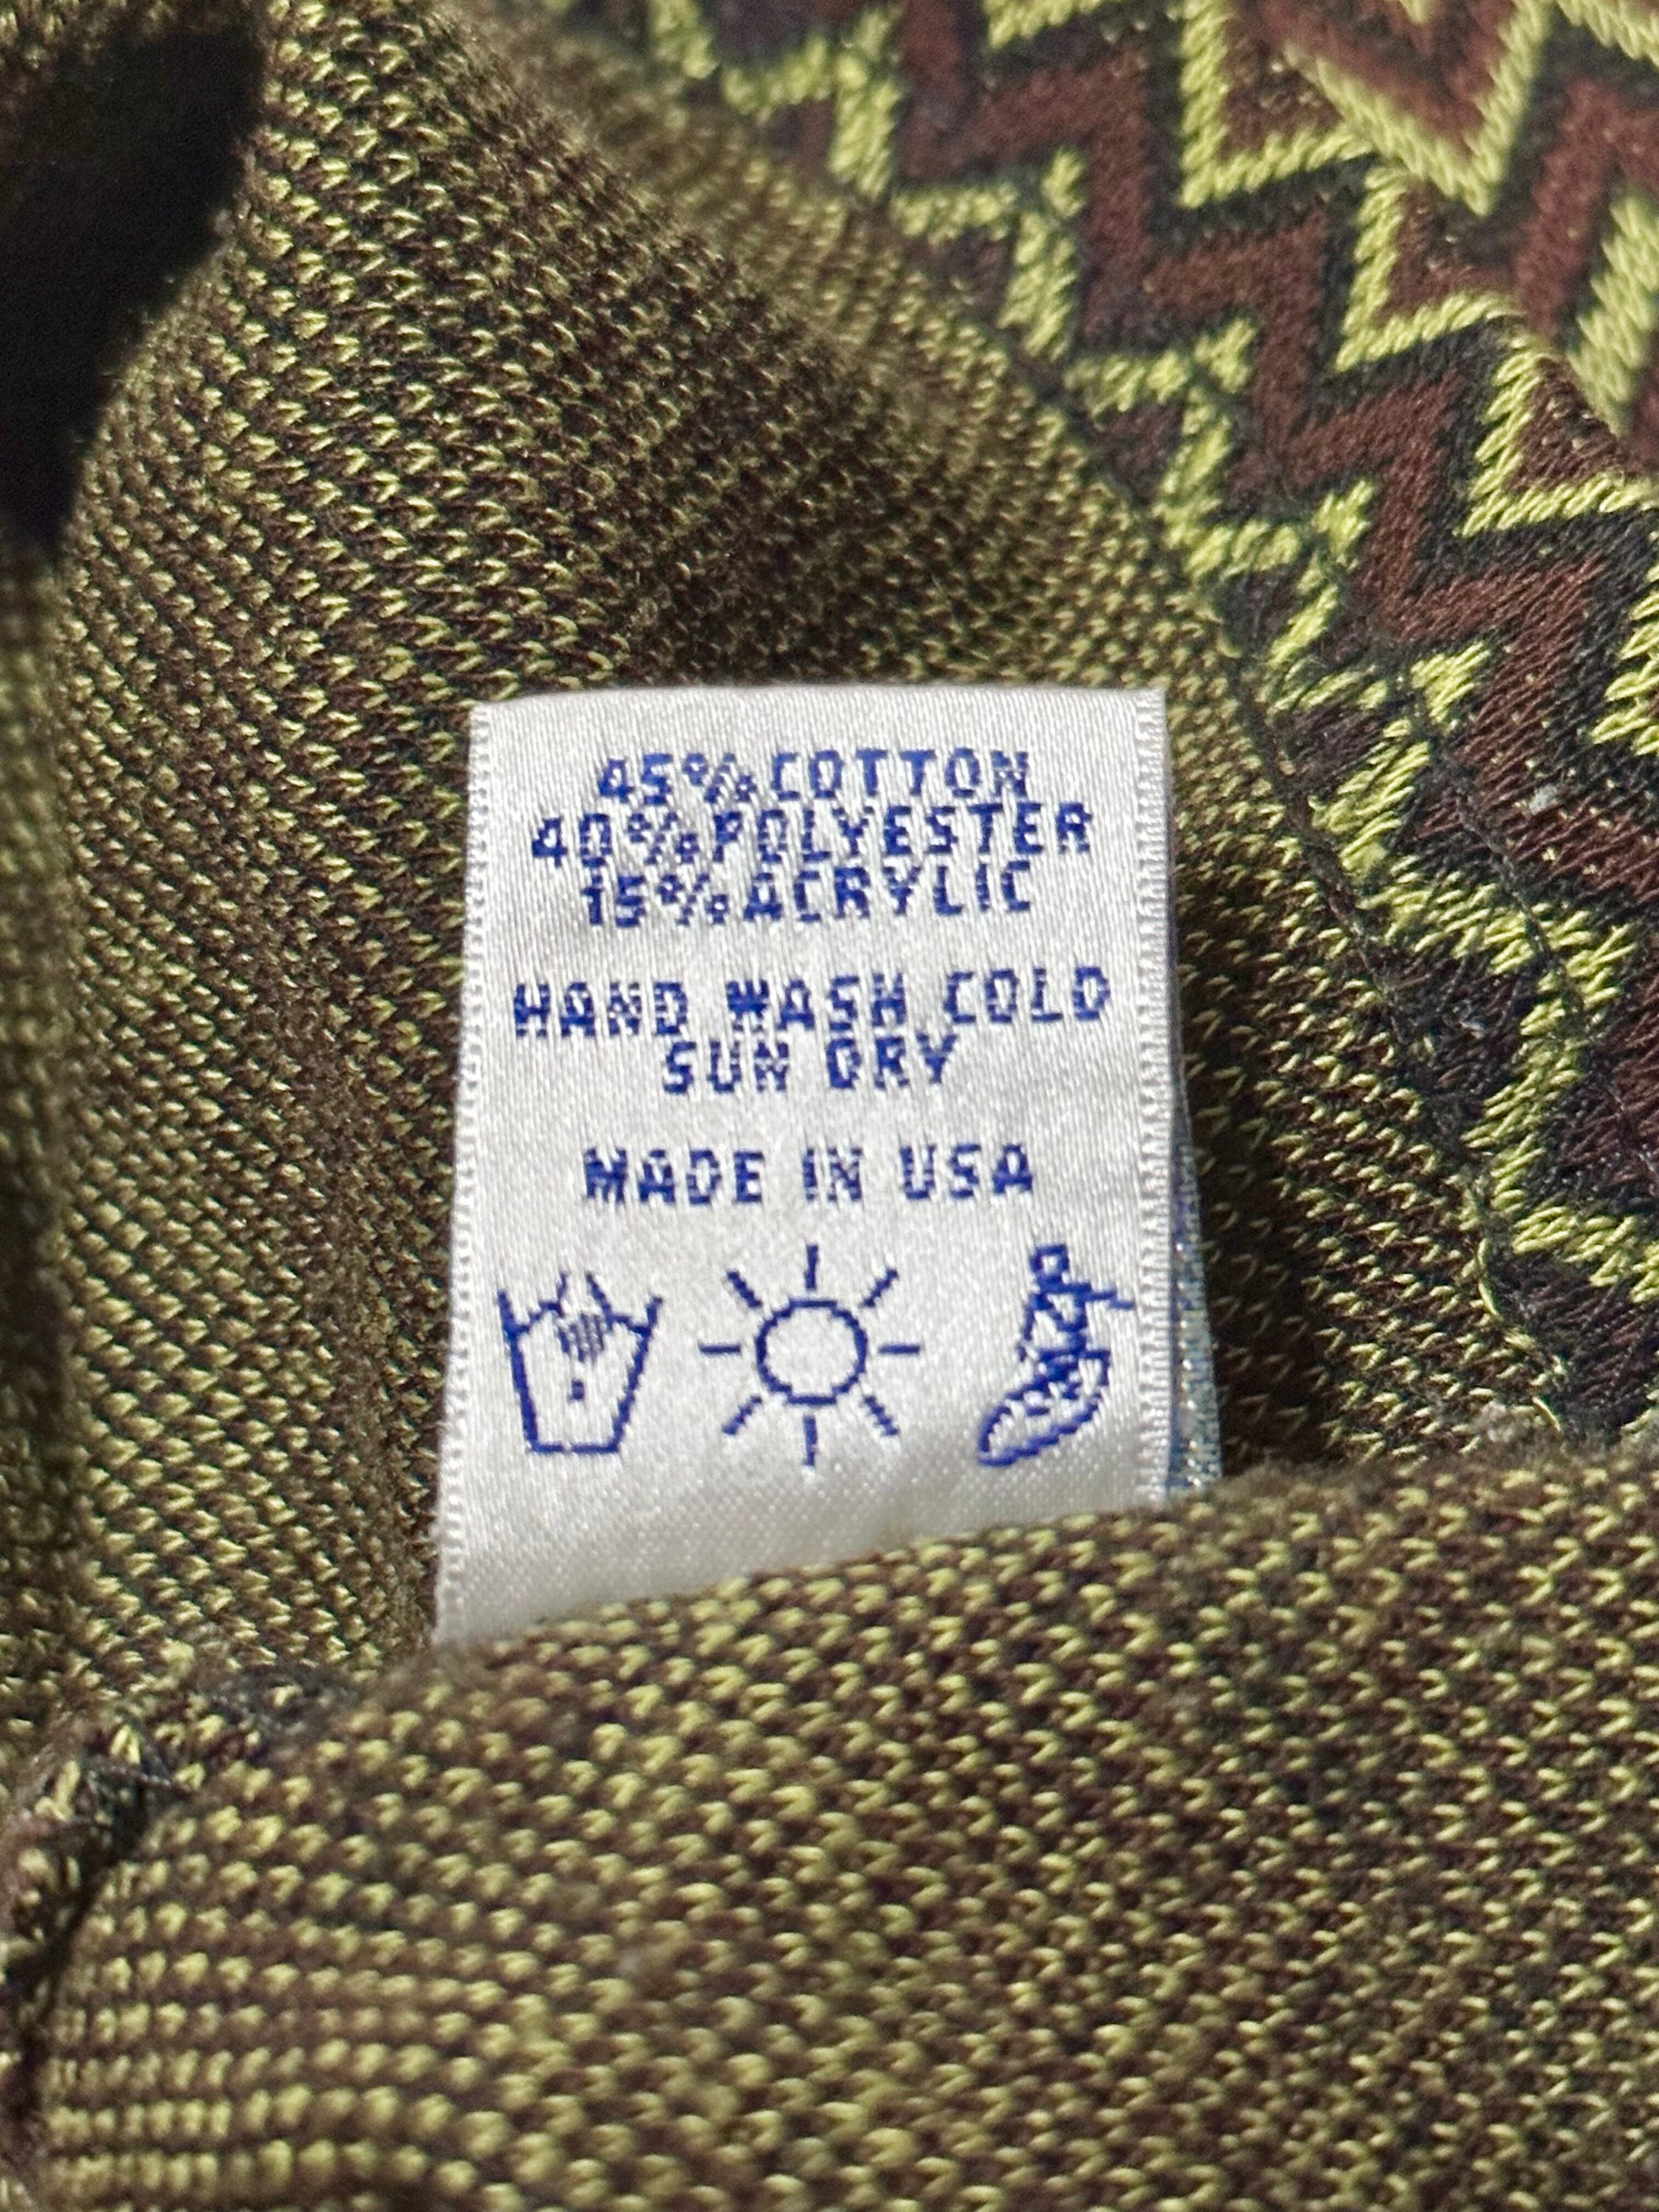 45% COTTON
40% POLYESTER
15% ACRYLIC
HAND WASH COLD
SUN DRY
MADE IN USA